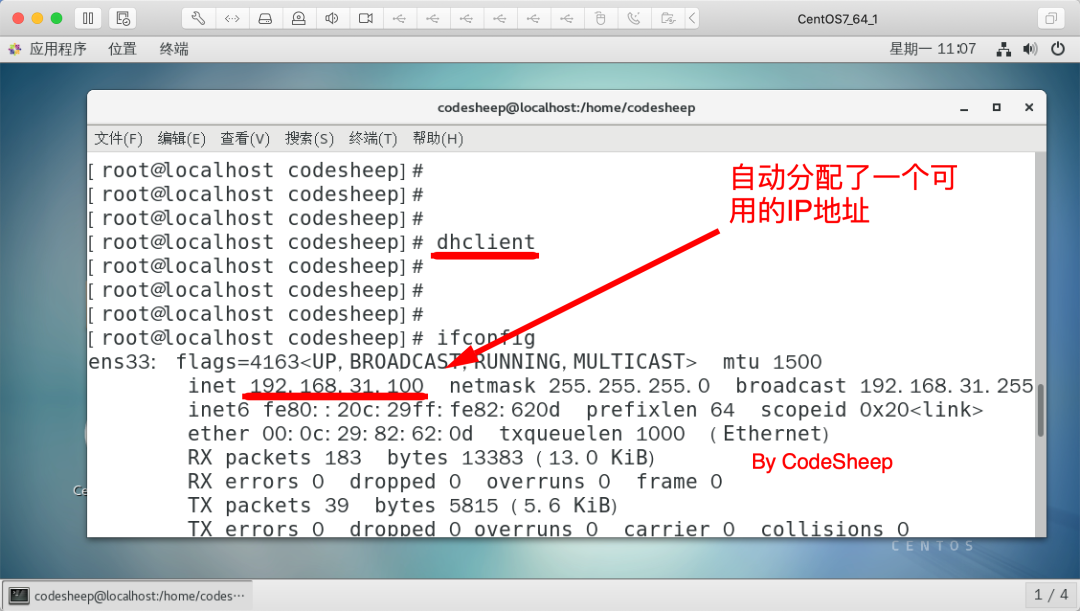 CentOS7_64_1
应用程序 位置 终端 星期一 11:07
codesheep@localhost:/home/codesheep
文件(F) 编辑(E) 查看(V) 搜索(S) 终端(T) 帮助(H)
[root@localhost codesheep]#
[root@localhost codesheep]#
[root@localhost codesheep]#
[root@localhost codesheep]# dhclient
[root@localhost codesheep]#
[root@localhost codesheep]#
[root@localhost codesheep]#
[root@localhost codesheep]# ifconfig
自动分配了一个可
用的IP地址
ens33: flags=4163<UP,BROADCAST,RUNNING,MULTICAST> mtu 1500
inet 192.168.31.100 netmask 255.255.255.0 broadcast 192.168.31.255
inet6 fe80::20c:29ff:fe82:620d prefixlen 64 scopeid 0x20<link>
ether 00:0c:29:82:62:0d txqueuelen 1000 (Ethernet)
RX packets 183 bytes 13383 (13.0 KiB)
By CodeSheep
RX errors 0 dropped 0 overruns 0 frame 0
TX packets 39 bytes 5815 (5.6 KiB)
TX errors 0 dropped 0 overruns 0 carrier 0 collisions 0
CENTOS
codesheep@localhost:/home/codes···
1 / 4